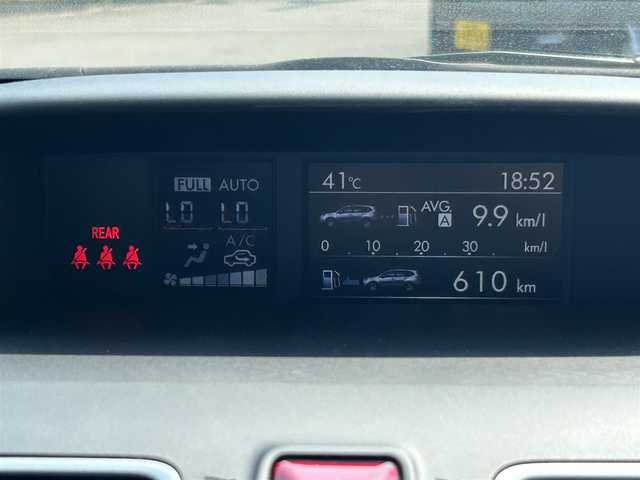 REAR
FULL AUTO
LO LO
A/C
41°C 18:52
AVG. A 9.9 km/l
0 10 20 30 km/l
610 km